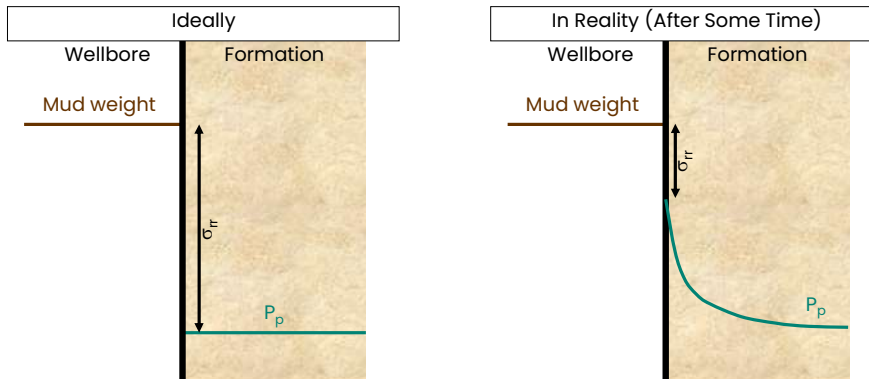 Ideally
Wellbore Formation
Mud weight
σrr
Pp
In Reality (After Some Time)
Wellbore Formation
Mud weight
σrr
Pp